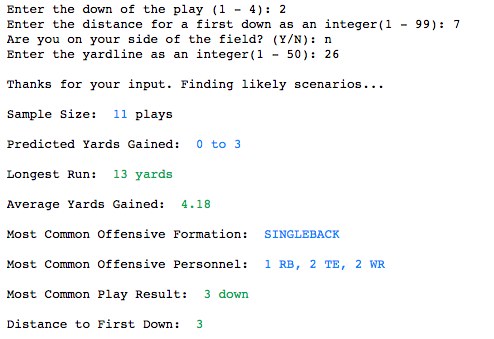 Enter the down of the play (1 - 4): 2
Enter the distance for a first down as an integer(1 - 99): 7
Are you on your side of the field? (Y/N): n
Enter the yardline as an integer(1 - 50): 26
Thanks for your input. Finding likely scenarios...
Sample Size:  11 plays
Predicted Yards Gained:  0 to 3
Longest Run:  13 yards
Average Yards Gained:  4.18
Most Common Offensive Formation:  SINGLEBACK
Most Common Offensive Personnel:  1 RB, 2 TE, 2 WR
Most Common Play Result:  3 down
Distance to First Down:  3